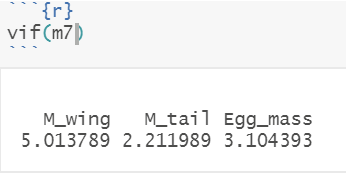 ```{r}
vif(m7)
```
M_wing M_tail Egg_mass
5.013789 2.211989 3.104393